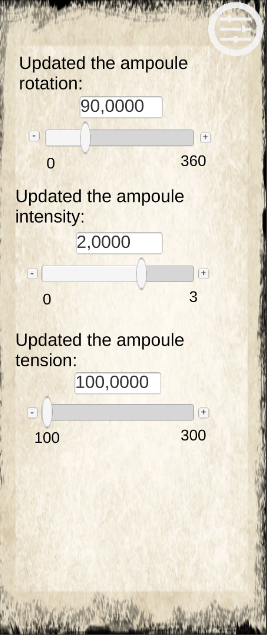 Updated the ampoule
rotation:
90,0000
- +
0 360
Updated the ampoule
intensity:
2,0000
- +
0 3
Updated the ampoule
tension:
100,0000
- +
100 300